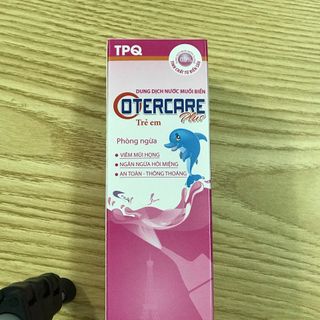 TPQ
DUNG DỊCH NƯỚC MUỐI BIỂN
COTERCARE
Plus
Trẻ em
Phòng ngừa
• VIÊM MŨI HỌNG
• NGĂN NGỪA HÔI MIỆNG
• AN TOÀN - THÔNG THOÁNG